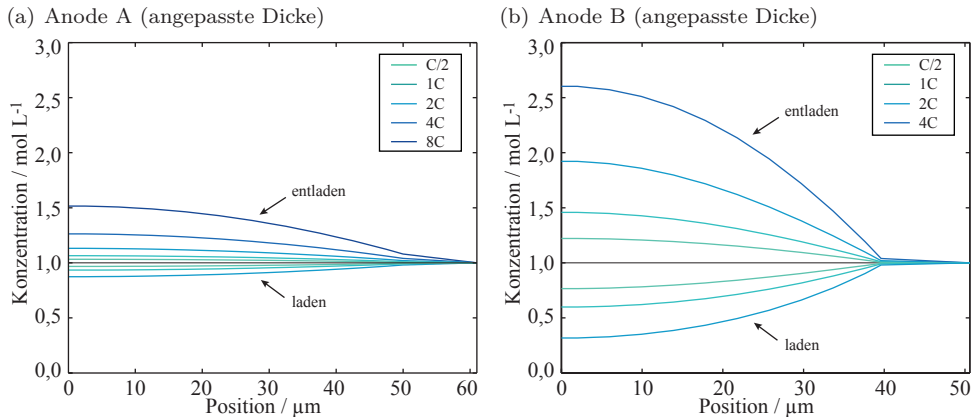 (a) Anode A (angepasste Dicke)
Konzentration / mol L-1
3,0
2,5
2,0
1,5
1,0
0,5
0,0
C/2
1C
2C
4C
8C
entladen
laden
0
10
20
30
40
50
60
Position / µm
(b) Anode B (angepasste Dicke)
Konzentration / mol L-1
3,0
2,5
2,0
1,5
1,0
0,5
0,0
C/2
1C
2C
4C
entladen
laden
0
10
20
30
40
50
Position / µm